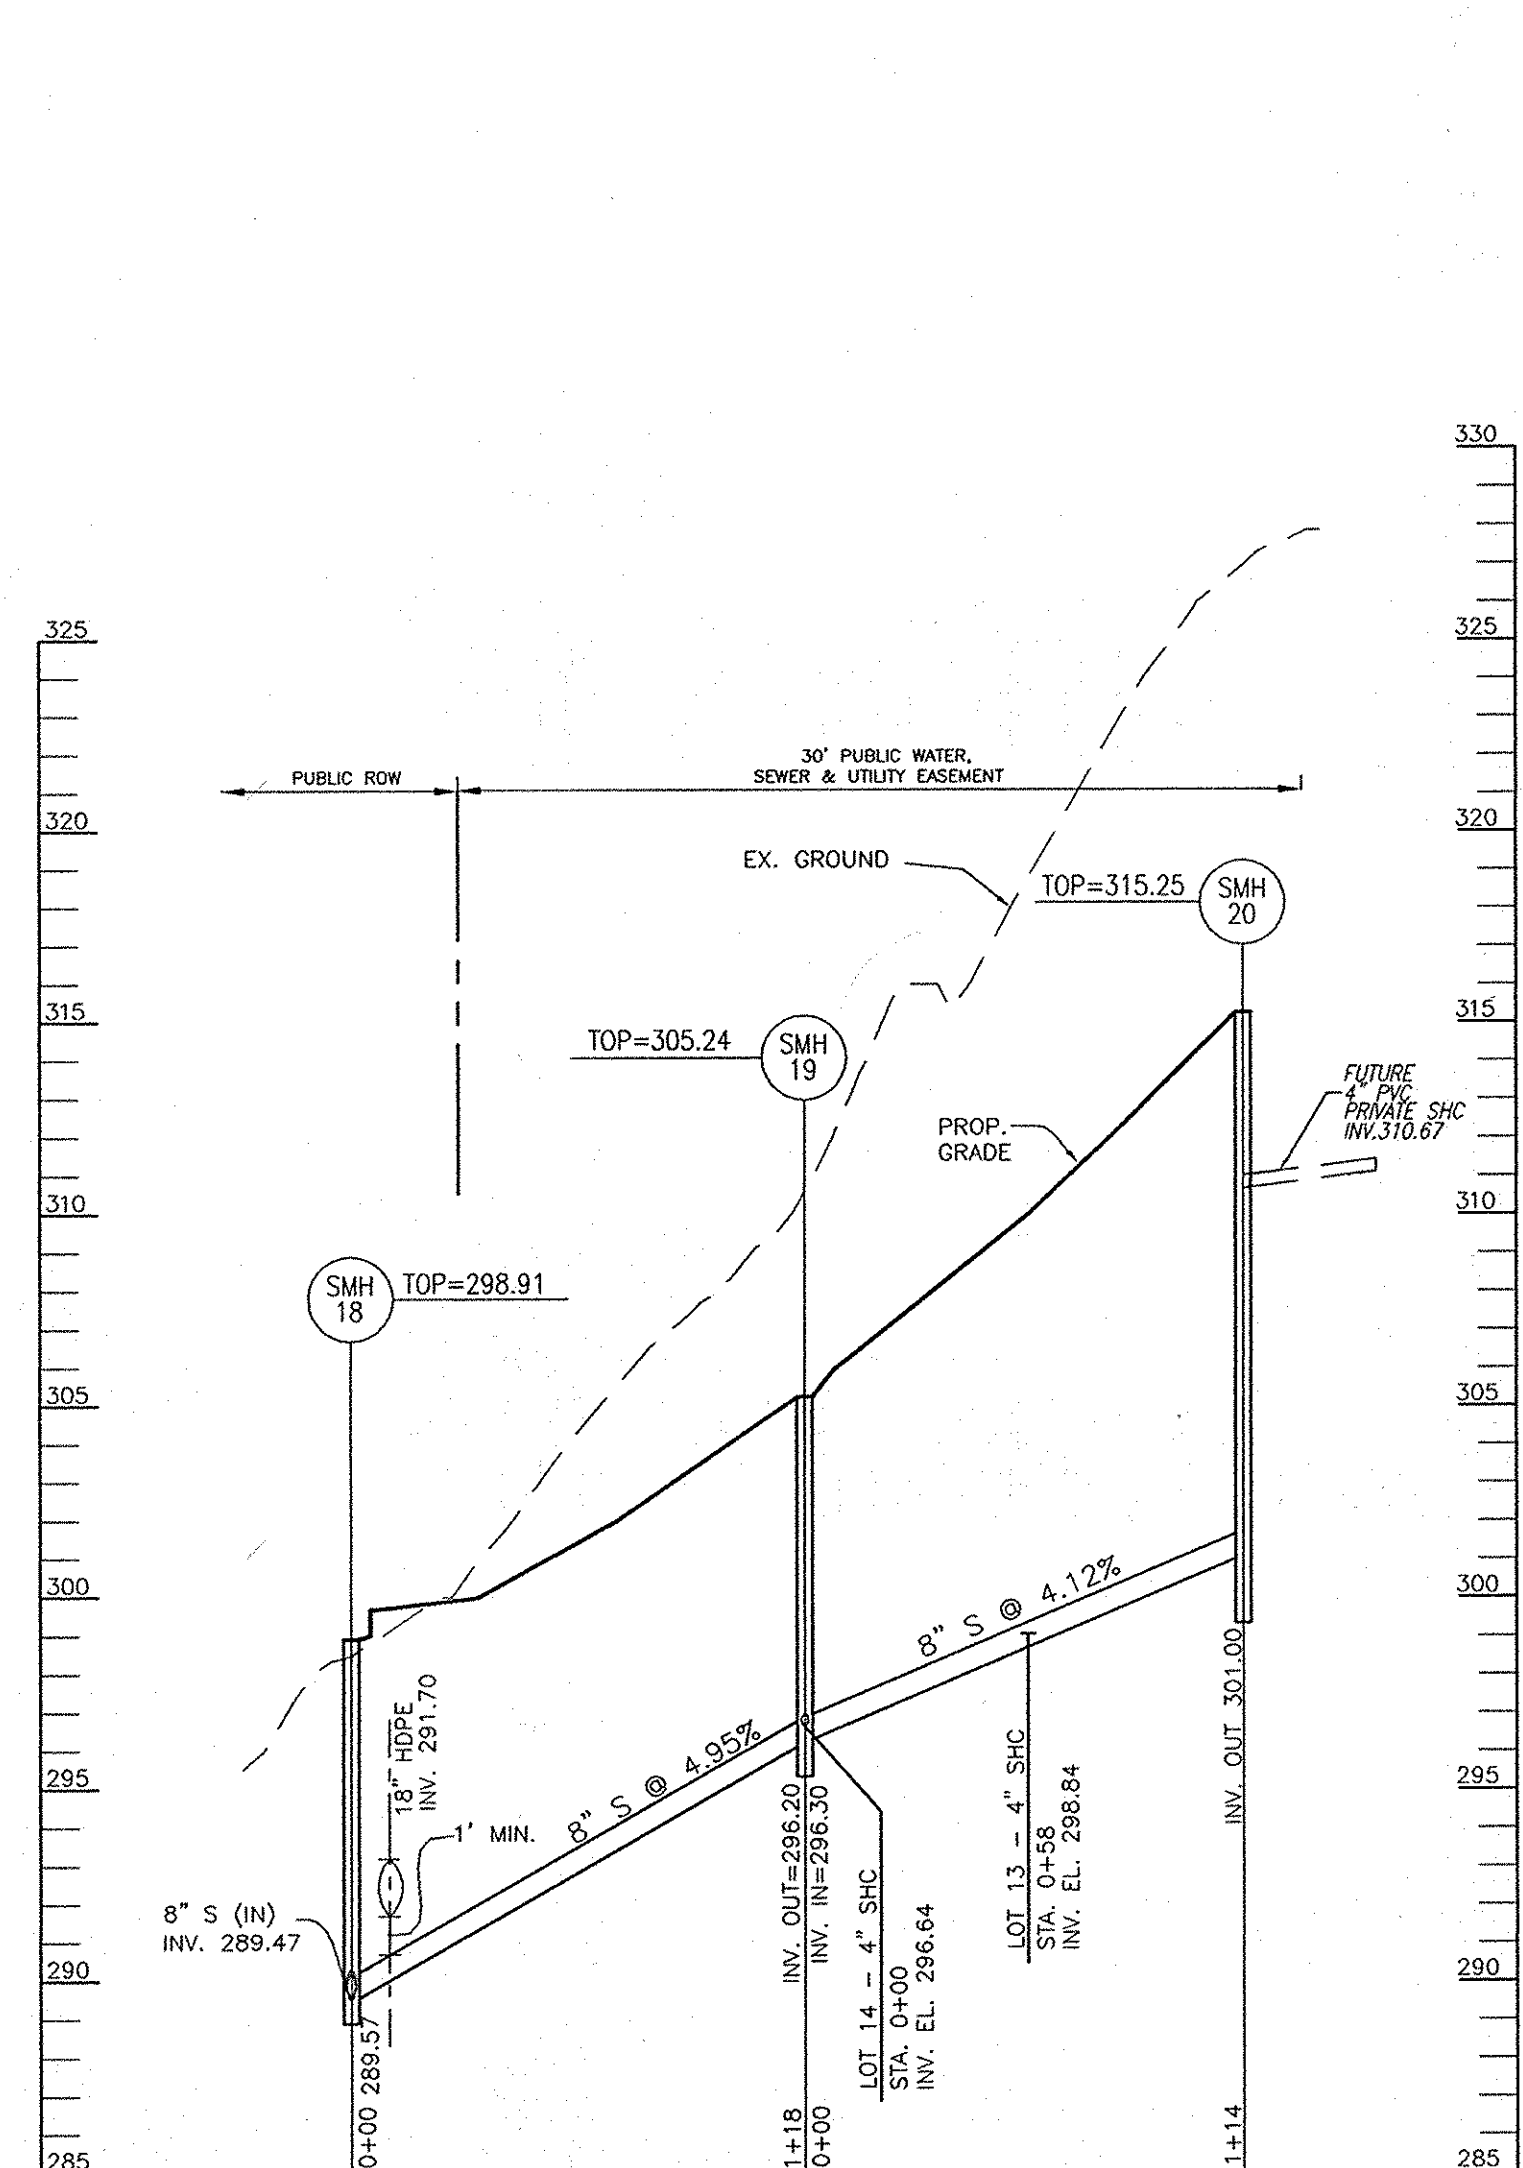 330
325
325
30' PUBLIC WATER,
SEWER & UTILITY EASEMENT
PUBLIC ROW
320
320
EX. GROUND
TOP=315.25
SMH
20
315
315
TOP=305.24
SMH
19
FUTURE
4" PVC
PRIVATE SHC
INV.310.67
PROP.
GRADE
310
310
SMH
18
TOP=298.91
305
305
300
300
8" S @ 4.12%
8" S @ 4.95%
18" HDPE
INV. 291.70
1' MIN.
295
295
INV. OUT 301.00
INV. OUT=296.20
INV. IN=296.30
LOT 14 - 4" SHC
STA. 0+00
INV. EL. 296.64
LOT 13 - 4" SHC
STA. 0+58
INV. EL. 298.84
8" S (IN)
INV. 289.47
290
290
0+00 289.57
1+18
0+00
1+14
285
285